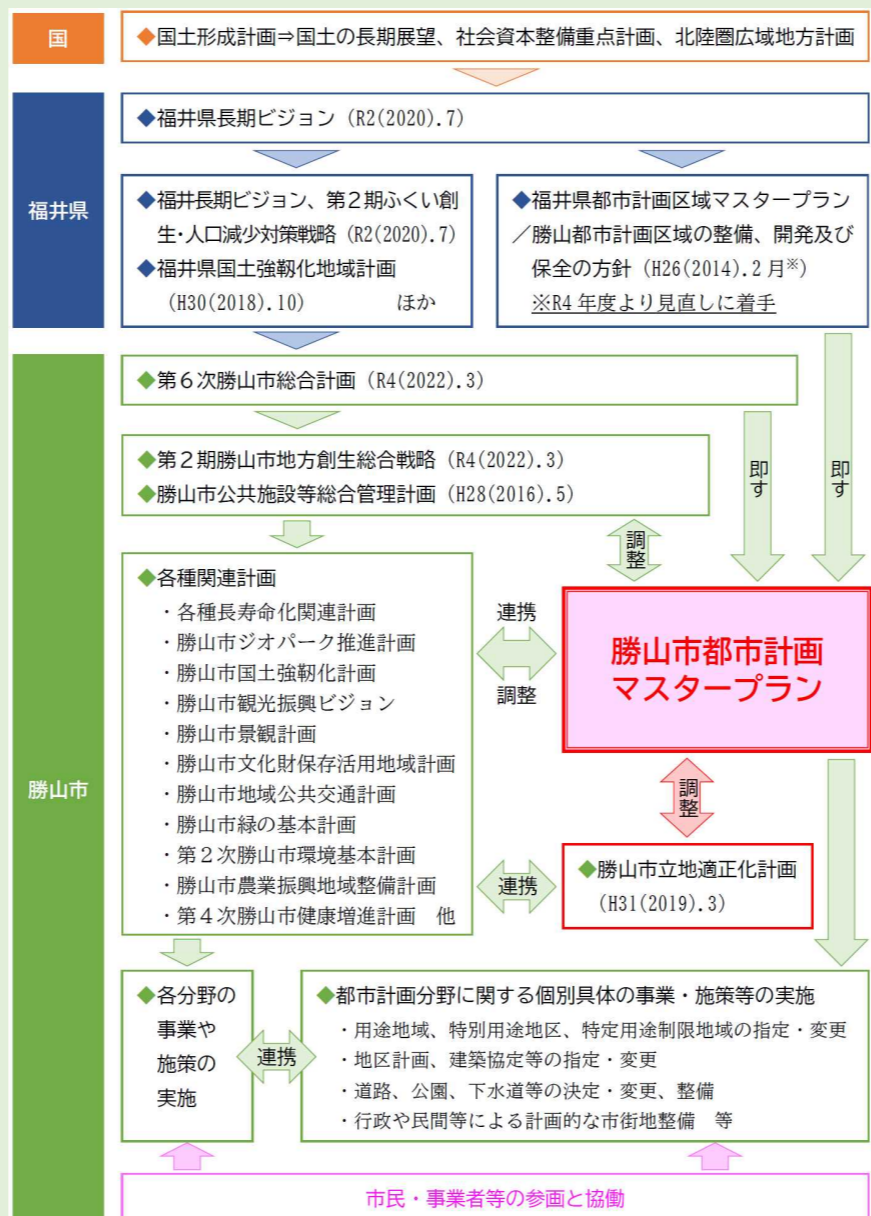 国
◆国土形成計画⇒国土の長期展望、社会資本整備重点計画、北陸圏広域地方計画
福井県
◆福井県長期ビジョン (R2(2020).7)
◆福井長期ビジョン、第2期ふくい創
生・人口減少対策戦略 (R2(2020).7)
◆福井県国土強靱化地域計画
(H30(2018).10) ほか
◆福井県都市計画区域マスタープラン
／勝山都市計画区域の整備、開発及び
保全の方針 (H26(2014).2月※)
※R4年度より見直しに着手
勝山市
◆第6次勝山市総合計画 (R4(2022).3)
◆第2期勝山市地方創生総合戦略 (R4(2022).3)
◆勝山市公共施設等総合管理計画 (H28(2016).5)
即す
即す
調整
◆各種関連計画
・各種長寿命化関連計画
・勝山市ジオパーク推進計画
・勝山市国土強靱化計画
・勝山市観光振興ビジョン
・勝山市景観計画
・勝山市文化財保存活用地域計画
・勝山市地域公共交通計画
・勝山市緑の基本計画
・第2次勝山市環境基本計画
・勝山市農業振興地域整備計画
・第4次勝山市健康増進計画 他
連携
調整
勝山市都市計画
マスタープラン
調整
連携
◆勝山市立地適正化計画
(H31(2019).3)
◆各分野の
事業や
施策の
実施
連携
◆都市計画分野に関する個別具体の事業・施策等の実施
・用途地域、特別用途地区、特定用途制限地域の指定・変更
・地区計画、建築協定等の指定・変更
・道路、公園、下水道等の決定・変更、整備
・行政や民間等による計画的な市街地整備 等
市民・事業者等の参画と協働